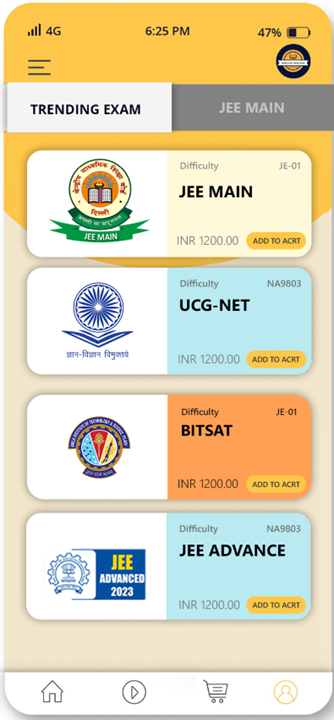 4G
6:25 PM
47%
TRENDING EXAM
JEE MAIN
Difficulty
JE-01
JEE MAIN
INR 1200.00
ADD TO ACRT
केन्द्रीय माध्यमिक शिक्षा बोर्ड
दिल्ली
असतो मा सद्गमय
JEE MAIN
Difficulty
NA9803
UCG-NET
INR 1200.00
ADD TO ACRT
ज्ञान-विज्ञान विमुक्तये
Difficulty
JE-01
BITSAT
INR 1200.00
ADD TO ACRT
Difficulty
NA9803
JEE ADVANCE
INR 1200.00
ADD TO ACRT
JEE
ADVANCED
2023